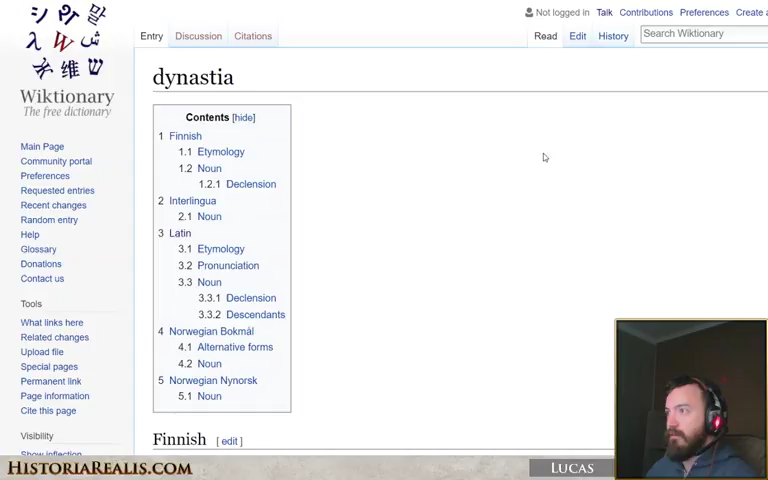 Not logged in Talk Contributions Preferences Create
Entry Discussion Citations Read Edit History Search Wiktionary
Wiktionary
The free dictionary
Main Page
Community portal
Preferences
Requested entries
Recent changes
Random entry
Help
Glossary
Donations
Contact us
Tools
What links here
Related changes
Upload file
Special pages
Permanent link
Page information
Cite this page
Visibility
Show inflection
dynastia
Contents [hide]
1 Finnish
1.1 Etymology
1.2 Noun
1.2.1 Declension
2 Interlingua
2.1 Noun
3 Latin
3.1 Etymology
3.2 Pronunciation
3.3 Noun
3.3.1 Declension
3.3.2 Descendants
4 Norwegian Bokmål
4.1 Alternative forms
4.2 Noun
5 Norwegian Nynorsk
5.1 Noun
Finnish [ edit ]
HISTORIAREALIS.COM
LUCAS